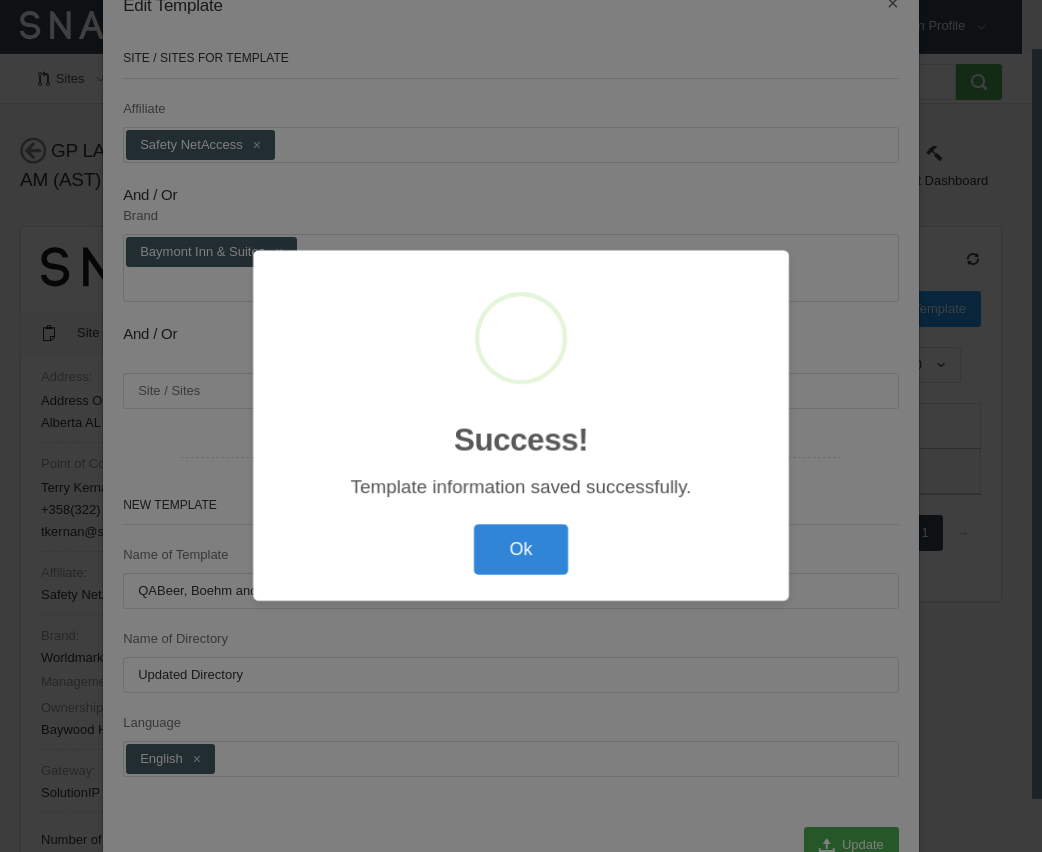 Edit Template
×
SNA
n Profile
SITE / SITES FOR TEMPLATE
Sites
Affiliate
Safety NetAccess ×
GP LA
AM (AST)
Dashboard
And / Or
Brand
Baymont Inn & Suites
SN
And / Or
Site
Template
Site / Sites
Address:
Address O
Alberta AL
Success!
Point of Co
Terry Kerna
+358(322)
tkernan@s
Template information saved successfully.
NEW TEMPLATE
1 →
Ok
Name of Template
Affiliate:
Safety Net
QABeer, Boehm and
Brand:
Name of Directory
Worldmark
Updated Directory
Manageme
Ownership
Language
Baywood H
English ×
Gateway:
SolutionIP
Number of
Update